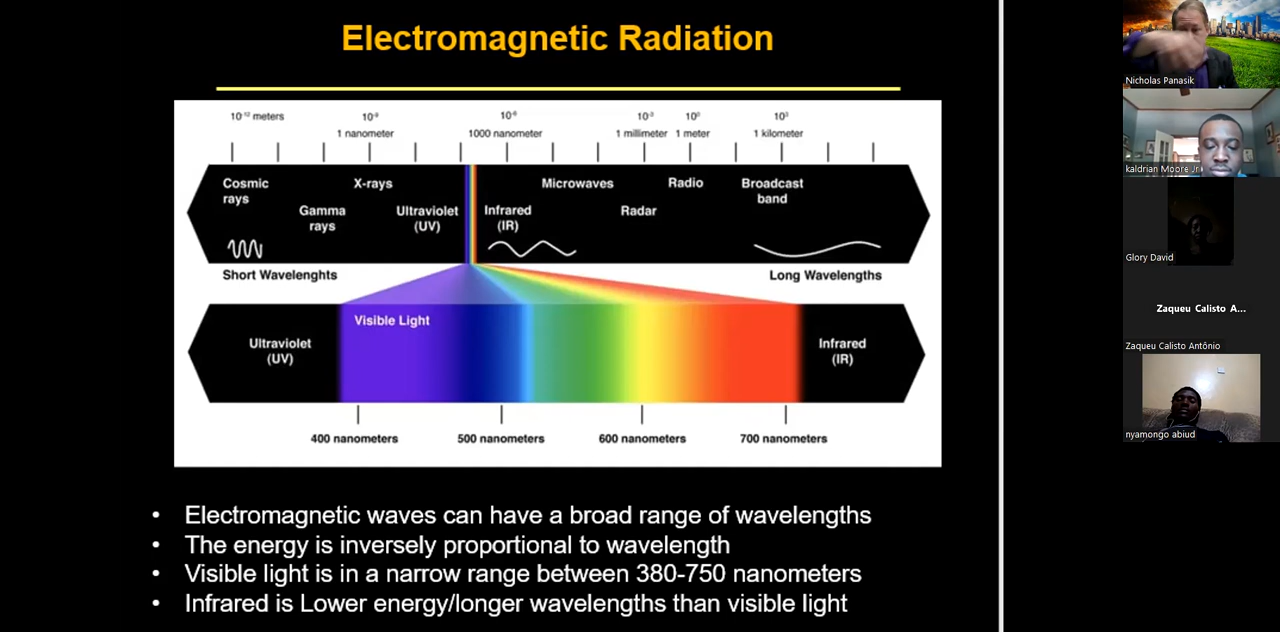 Electromagnetic Radiation
10⁻¹² meters 10⁻⁹ 10⁻⁶ 10⁻³ 10⁰ 10³
1 nanometer 1000 nanometer 1 millimeter 1 meter 1 kilometer
Cosmic rays X-rays Microwaves Radio Broadcast band
Gamma rays Ultraviolet (UV) Infrared (IR) Radar
Short Wavelenghts Long Wavelengths
Visible Light
Ultraviolet (UV) Infrared (IR)
400 nanometers 500 nanometers 600 nanometers 700 nanometers
• Electromagnetic waves can have a broad range of wavelengths
• The energy is inversely proportional to wavelength
• Visible light is in a narrow range between 380-750 nanometers
• Infrared is Lower energy/longer wavelengths than visible light
Nicholas Panasik
kaldrian Moore Jr
Glory David
Zaqueu Calisto A...
Zaqueu Calisto Antônio
nyamongo abiud